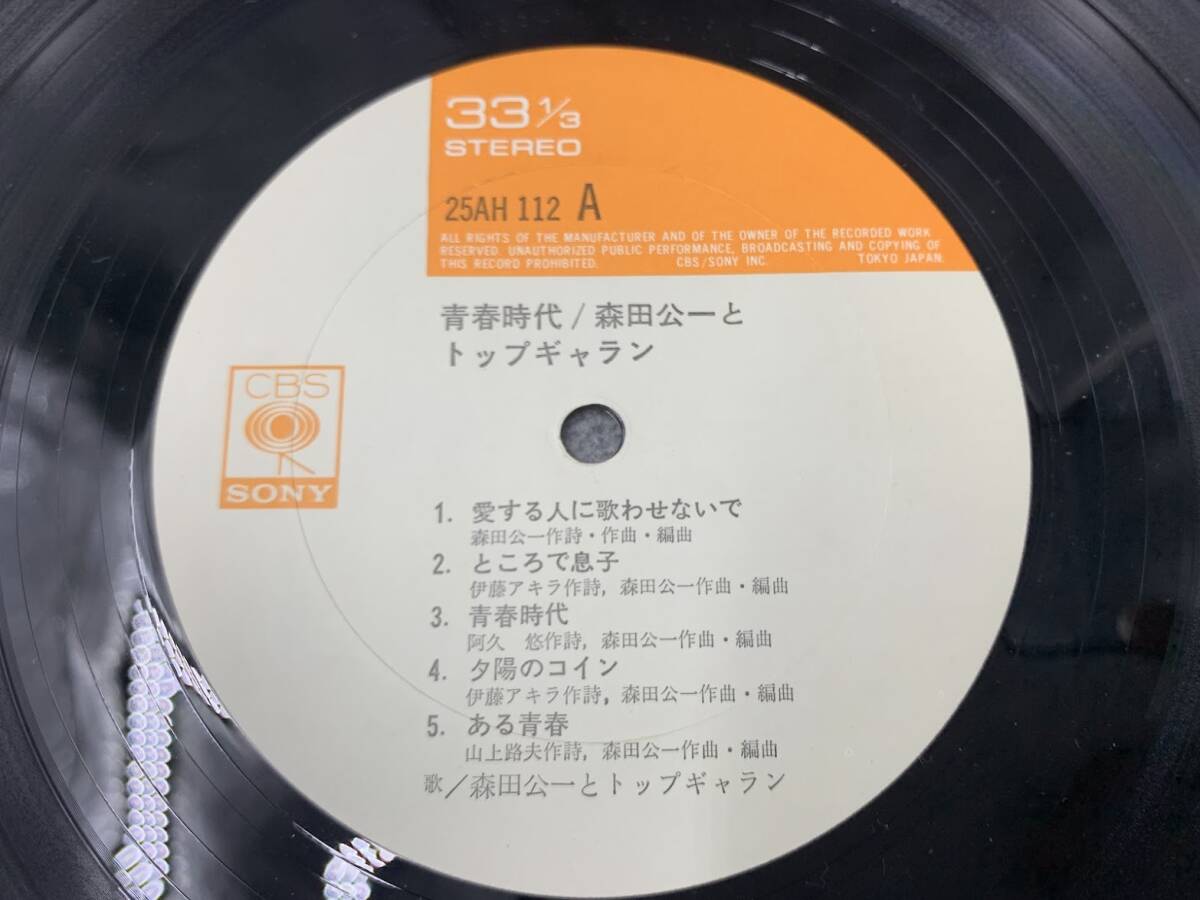 33 1/3
STEREO
25AH 112 A
ALL RIGHTS OF THE MANUFACTURER AND OF THE OWNER OF THE RECORDED WORK
RESERVED. UNAUTHORIZED PUBLIC PERFORMANCE, BROADCASTING AND COPYING OF
THIS RECORD PROHIBITED. CBS/SONY INC. TOKYO JAPAN.
青春時代/森田公一と
トップギャラン
CBS
SONY
1. 愛する人に歌わせないで
森田公一作詩・作曲・編曲
2. ところで息子
伊藤アキラ作詩, 森田公一作曲・編曲
3. 青春時代
阿久 悠作詩, 森田公一作曲・編曲
4. 夕陽のコイン
伊藤アキラ作詩, 森田公一作曲・編曲
5. ある青春
山上路夫作詩, 森田公一作曲・編曲
歌/森田公一とトップギャラン